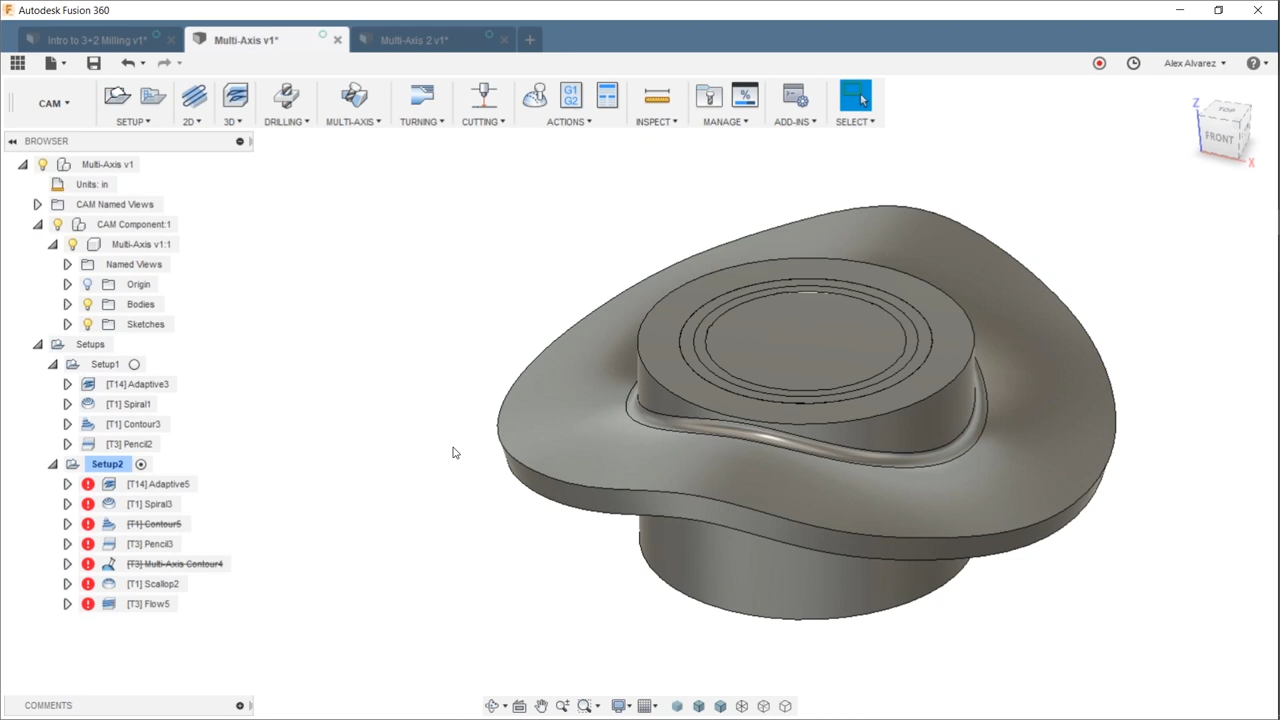 Autodesk Fusion 360
Intro to 3+2 Milling v1*
Multi-Axis v1*
Multi-Axis 2 v1*
Alex Alvarez
CAM
SETUP
2D
3D
DRILLING
MULTI-AXIS
TURNING
CUTTING
G1
G2
ACTIONS
INSPECT
%
MANAGE
ADD-INS
SELECT
Z
TOP
FRONT
X
BROWSER
Multi-Axis v1
Units: in
CAM Named Views
CAM Component:1
Multi-Axis v1:1
Named Views
Origin
Bodies
Sketches
Setups
Setup1
[T14] Adaptive3
[T1] Spiral1
[T1] Contour3
[T3] Pencil2
Setup2
[T14] Adaptive5
[T1] Spiral3
[T1] Contour5
[T3] Pencil3
[T3] Multi-Axis Contour4
[T1] Scallop2
[T3] Flow5
COMMENTS